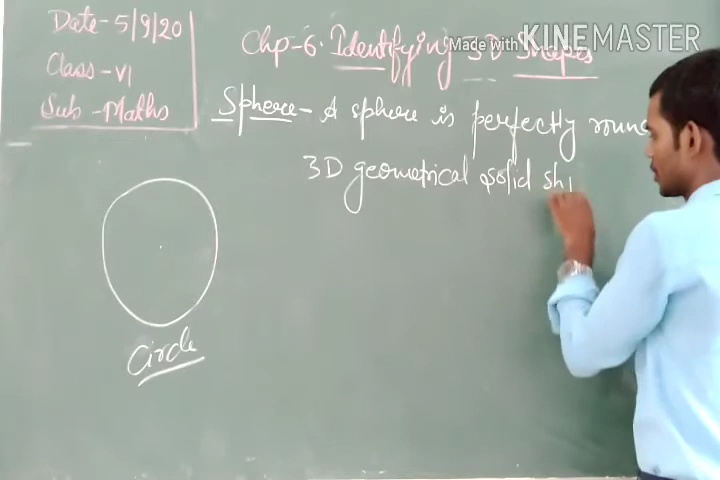 Date-5/9/20
Class-VI
Sub-Maths
Chp-6. Identifying 3D Shapes
Made with KINEMASTER
Sphere- A sphere is perfectly roun
3D geometrical solid sh
Circle